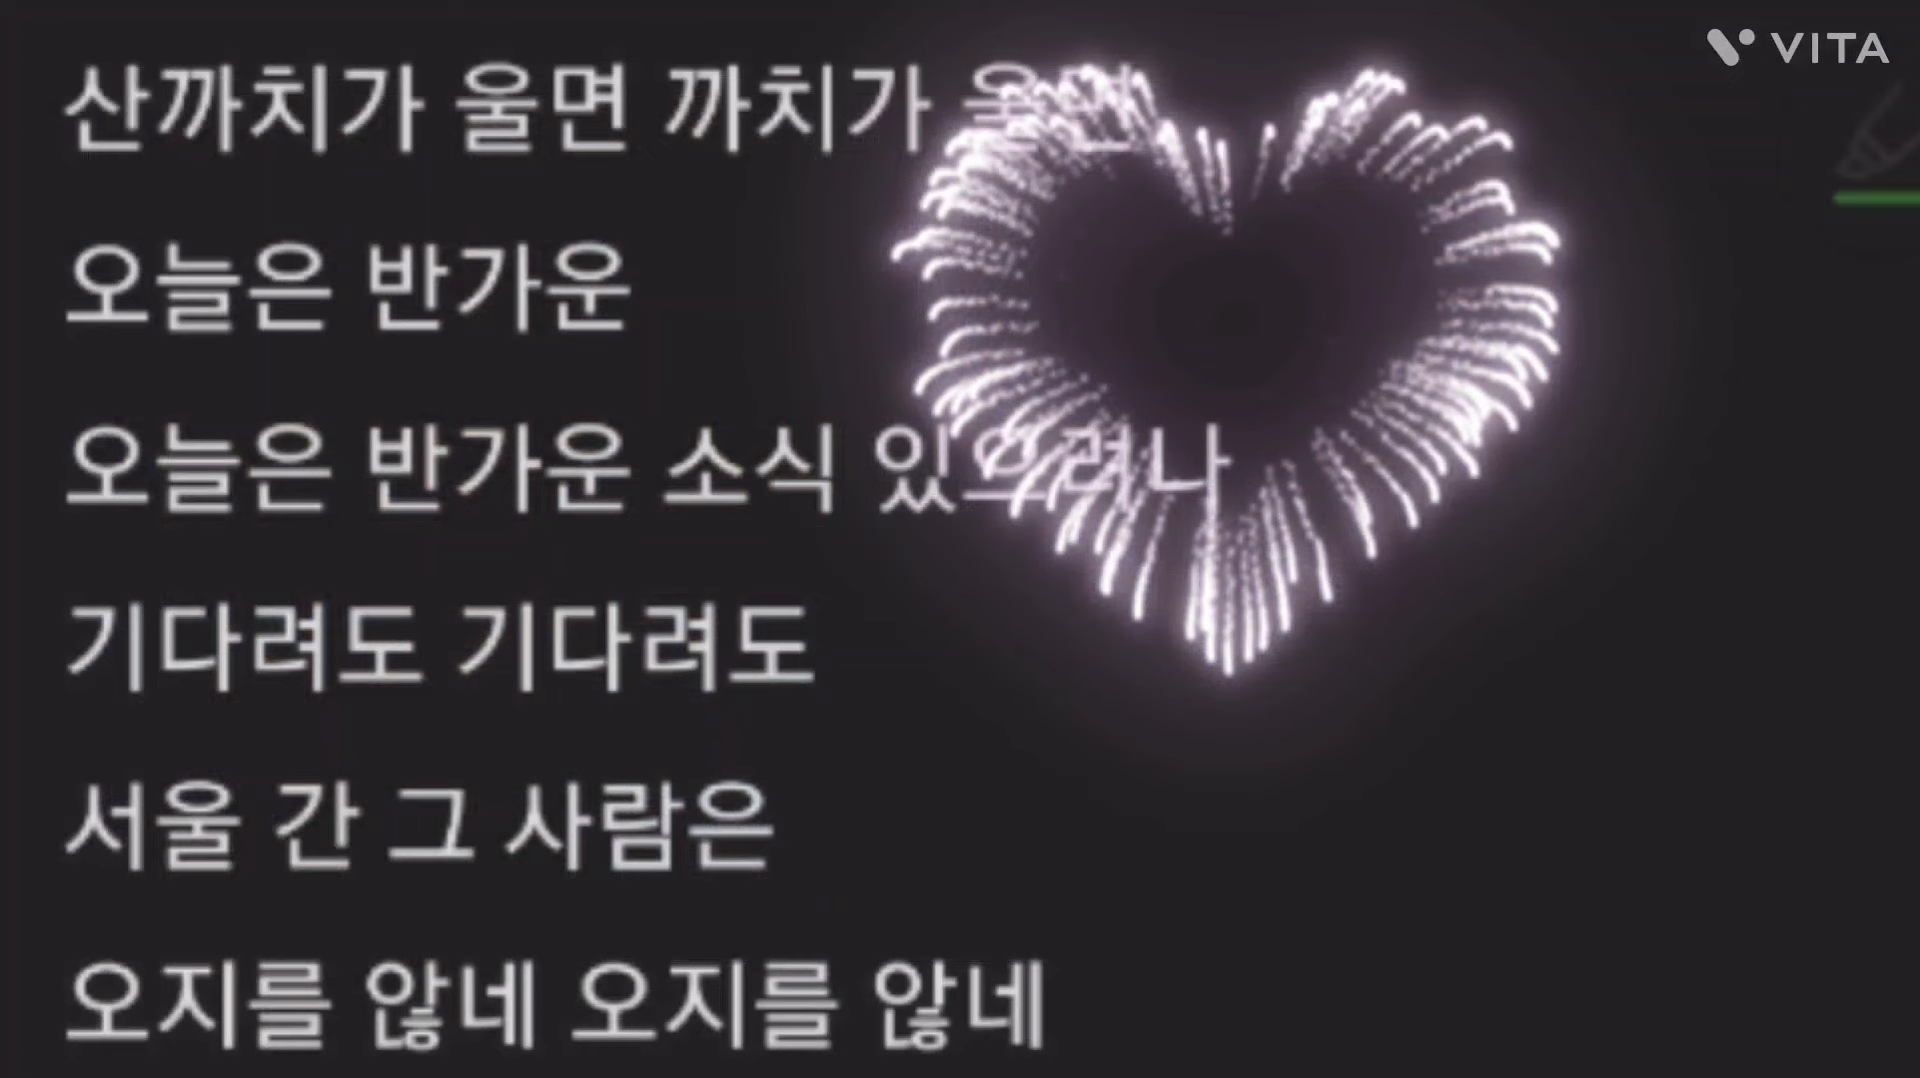 VITA
산까치가 울면 까치가 울면
오늘은 반가운
오늘은 반가운 소식 있으려나
기다려도 기다려도
서울 간 그 사람은
오지를 않네 오지를 않네